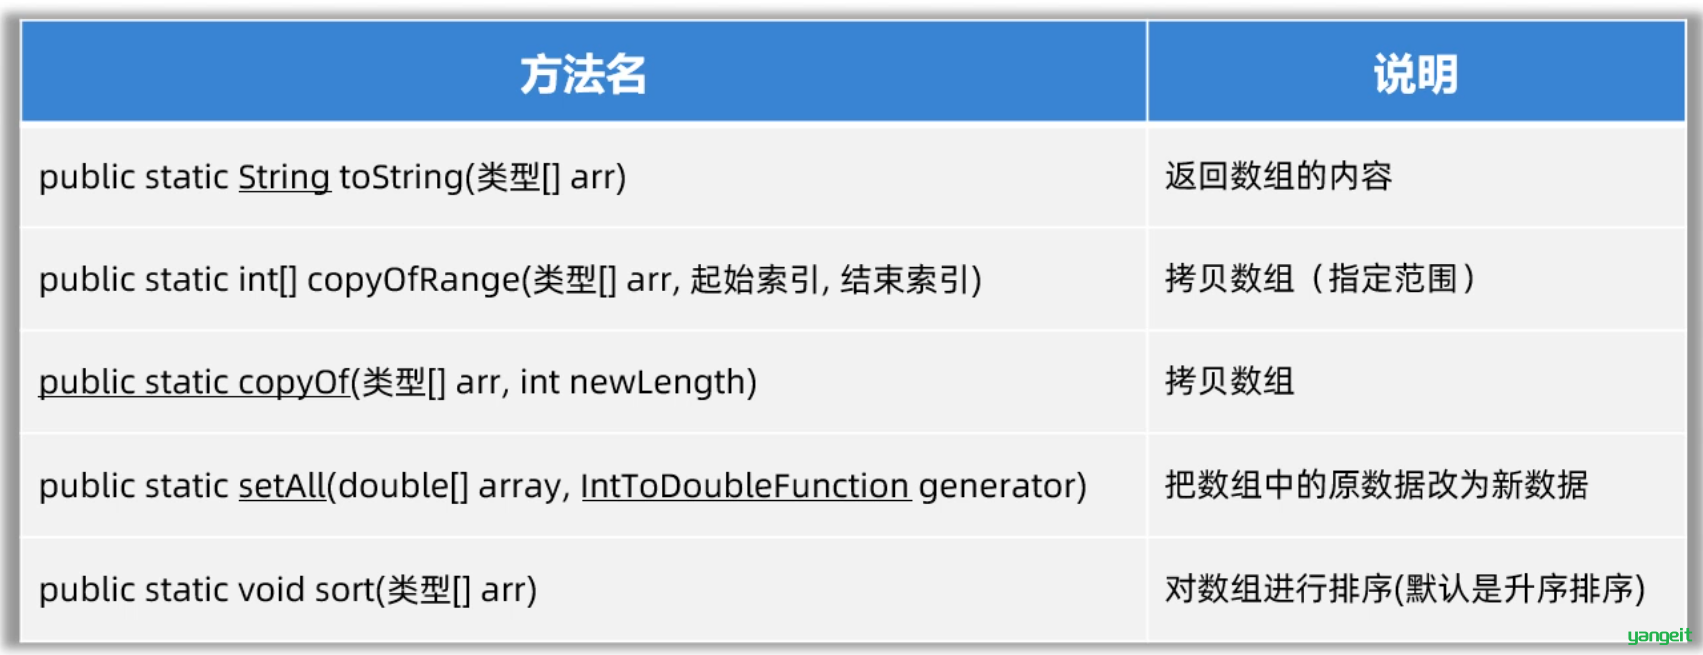 方法名 说明
public static String toString(类型[] arr) 返回数组的内容
public static int[] copyOfRange(类型[] arr, 起始索引, 结束索引) 拷贝数组（指定范围）
public static copyOf(类型[] arr, int newLength) 拷贝数组
public static setAll(double[] array, IntToDoubleFunction generator) 把数组中的原数据改为新数据
public static void sort(类型[] arr) 对数组进行排序(默认是升序排序)
yangeit